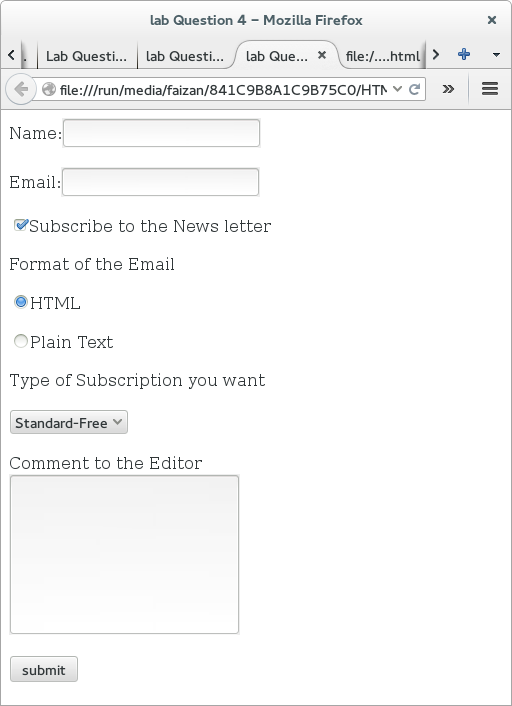 lab Question 4 – Mozilla Firefox
Lab Questi... lab Questi... lab Que... file:/....html
file:///run/media/faizan/841C9B8A1C9B75C0/HTM
Name:
Email:
Subscribe to the News letter
Format of the Email
HTML
Plain Text
Type of Subscription you want
Standard-Free
Comment to the Editor
submit